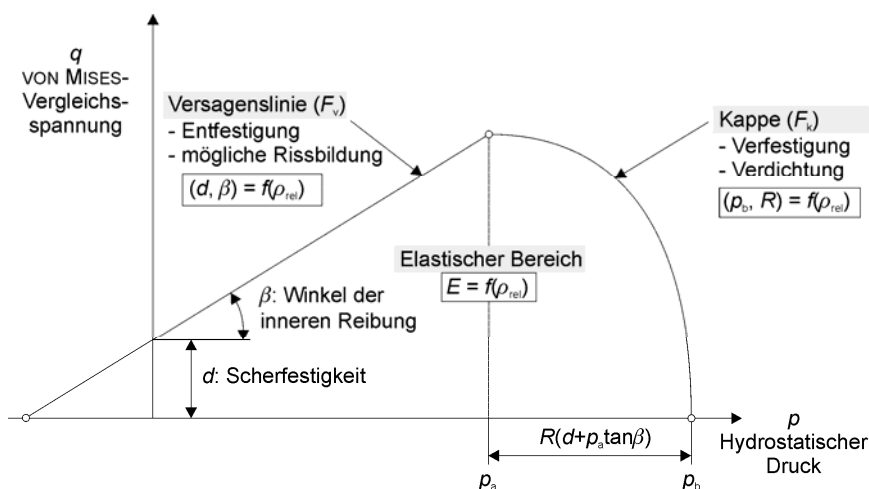 q
VON MISES-
Vergleichs-
spannung
Versagenslinie (Fᵥ)
- Entfestigung
- mögliche Rissbildung
(d, β) = f(ρrel)
Kappe (Fk)
- Verfestigung
- Verdichtung
(pb, R) = f(ρrel)
Elastischer Bereich
E = f(ρrel)
β: Winkel der
inneren Reibung
d: Scherfestigkeit
R(d+patanβ)
p
Hydrostatischer
Druck
pa
pb